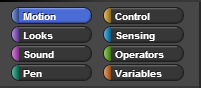 Motion Control
Looks Sensing
Sound Operators
Pen Variables